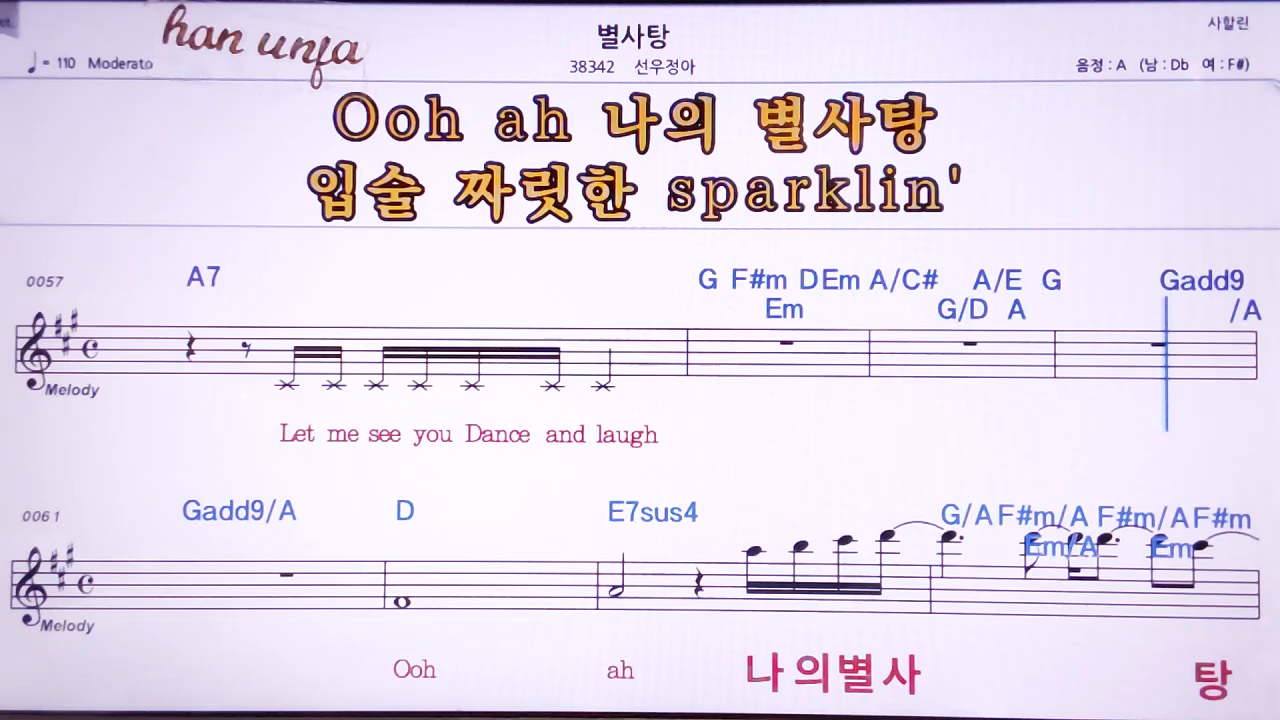 han unja
별사탕
사할린
♩= 110 Moderato
38342 선우정아
음정 : A (남 : Db 여 : F#)
Ooh ah 나의 별사탕
입술 짜릿한 sparklin'
0057 A7 G F#m D Em A/C# A/E G Gadd9
Em G/D A /A
Melody
Let me see you Dance and laugh
0061 Gadd9/A D E7sus4 G/A F#m/A F#m/A F#m
Em/A Em
Melody
Ooh ah 나의별사 탕